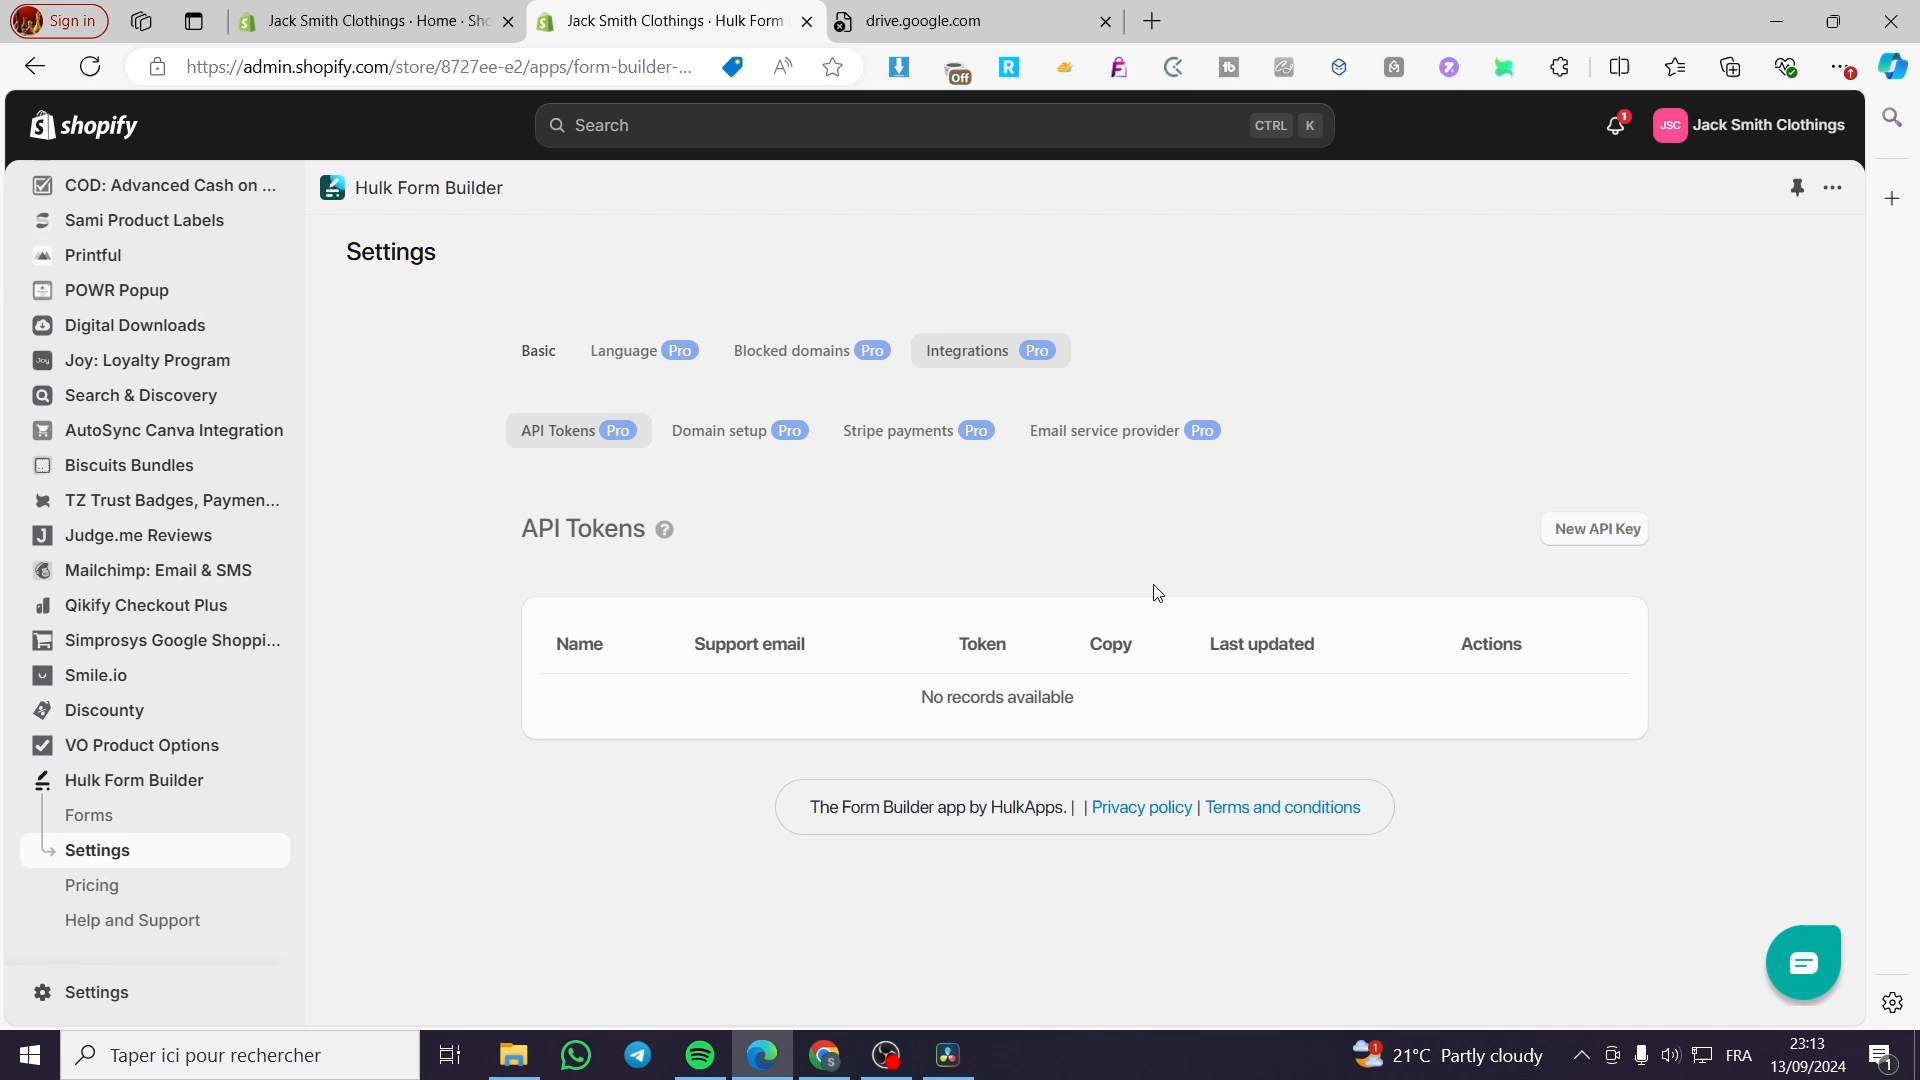 Sign in
Jack Smith Clothings · Home · Sho
Jack Smith Clothings · Hulk Form
drive.google.com
https://admin.shopify.com/store/8727ee-e2/apps/form-builder-...
Off
shopify
Search
CTRL K
1
JSC
Jack Smith Clothings
COD: Advanced Cash on ...
Sami Product Labels
Printful
POWR Popup
Digital Downloads
Joy: Loyalty Program
Search & Discovery
AutoSync Canva Integration
Biscuits Bundles
TZ Trust Badges, Paymen...
Judge.me Reviews
Mailchimp: Email & SMS
Qikify Checkout Plus
Simprosys Google Shoppi...
Smile.io
Discounty
VO Product Options
Hulk Form Builder
Forms
Settings
Pricing
Help and Support
Settings
Hulk Form Builder
Settings
Basic Language Pro Blocked domains Pro Integrations Pro
API Tokens Pro Domain setup Pro Stripe payments Pro Email service provider Pro
API Tokens ?
New API Key
Name Support email Token Copy Last updated Actions
No records available
The Form Builder app by HulkApps. | | Privacy policy | Terms and conditions
Taper ici pour rechercher
21°C Partly cloudy
FRA
23:13
13/09/2024
1